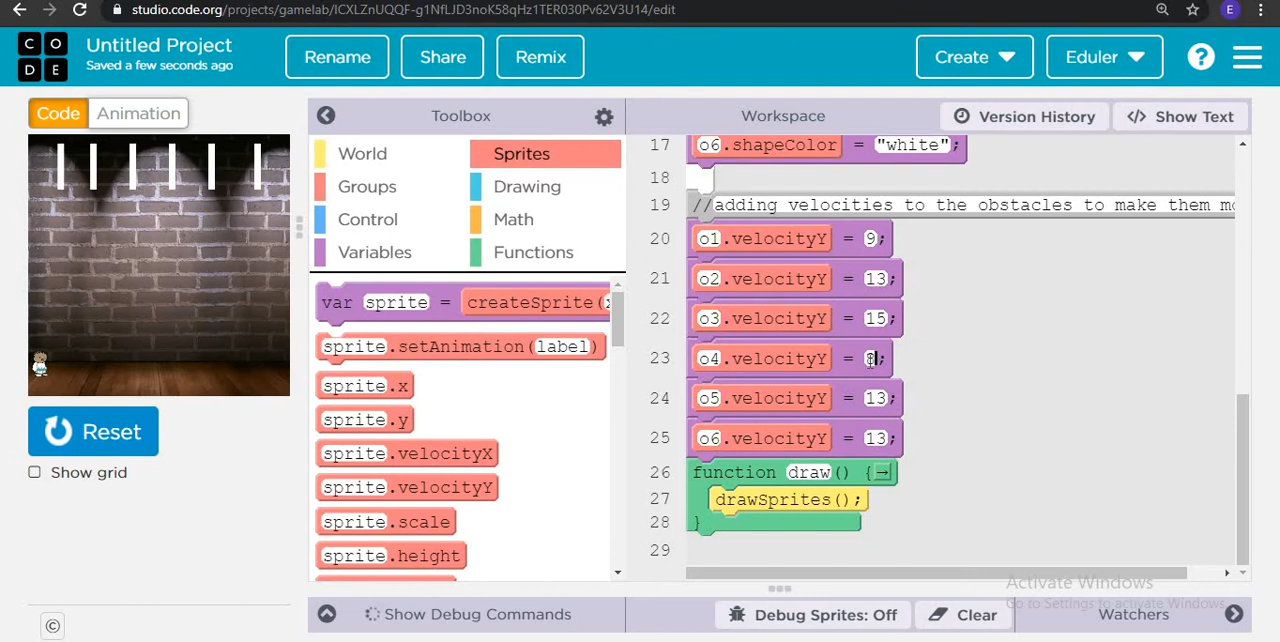 studio.code.org/projects/gamelab/ICXLZnUQQF-g1NfLJD3noK58qHz1TER030Pv62V3U14/edit
E
C O
D E
Untitled Project
Saved a few seconds ago
Rename
Share
Remix
Create
Eduler
?
Code
Animation
Toolbox
Workspace
Version History
</> Show Text
World
Sprites
Groups
Drawing
Control
Math
Variables
Functions
var sprite = createSprite(
sprite.setAnimation(label)
sprite.x
sprite.y
sprite.velocityX
sprite.velocityY
sprite.scale
sprite.height
17 o6.shapeColor = "white";
18
19 //adding velocities to the obstacles to make them mo
20 o1.velocityY = 9;
21 o2.velocityY = 13;
22 o3.velocityY = 15;
23 o4.velocityY = ;
24 o5.velocityY = 13;
25 o6.velocityY = 13;
26 function draw() {
27 drawSprites();
28 }
29
Reset
Show grid
©
Show Debug Commands
Debug Sprites: Off
Clear
Watchers
Activate Windows
Go to Settings to activate Windows.